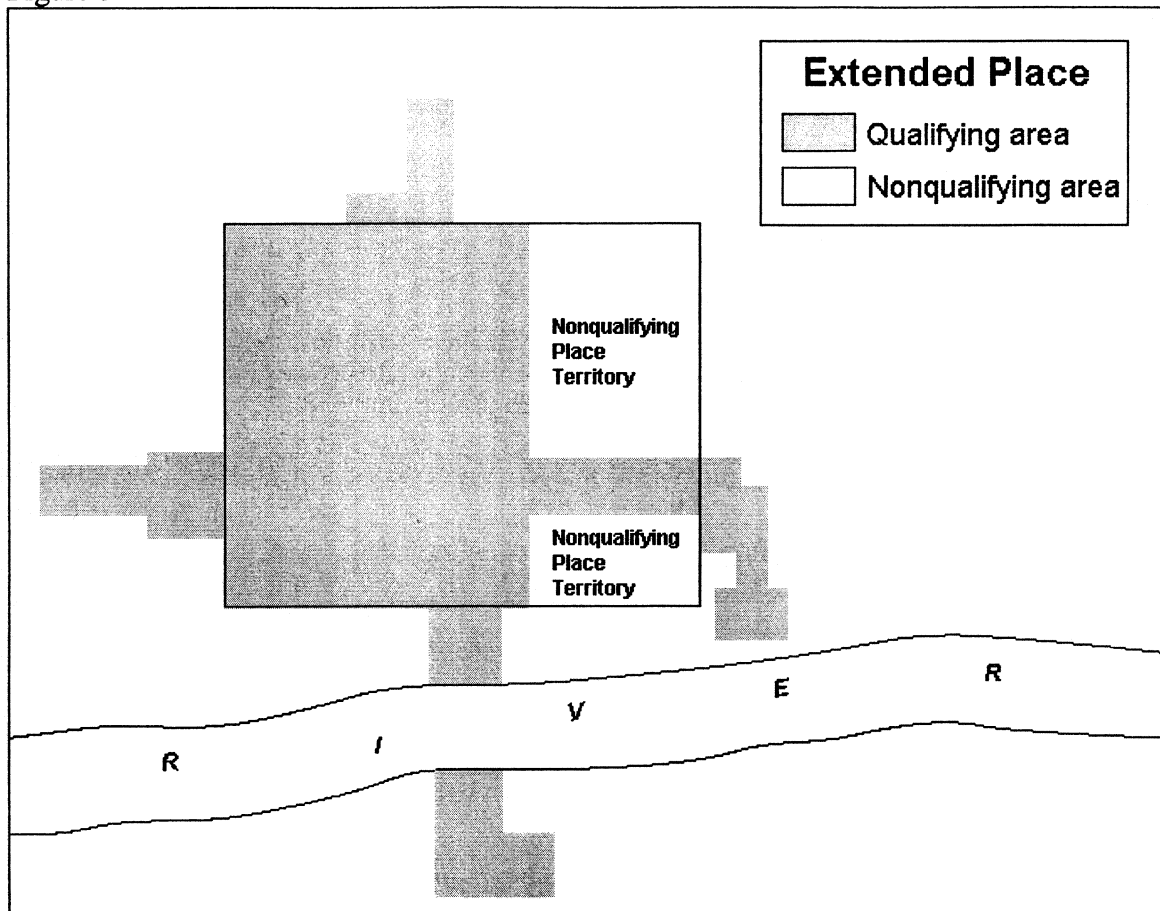 Extended Place
Qualifying area
Nonqualifying area
Nonqualifying
Place
Territory
Nonqualifying
Place
Territory
R I V E R